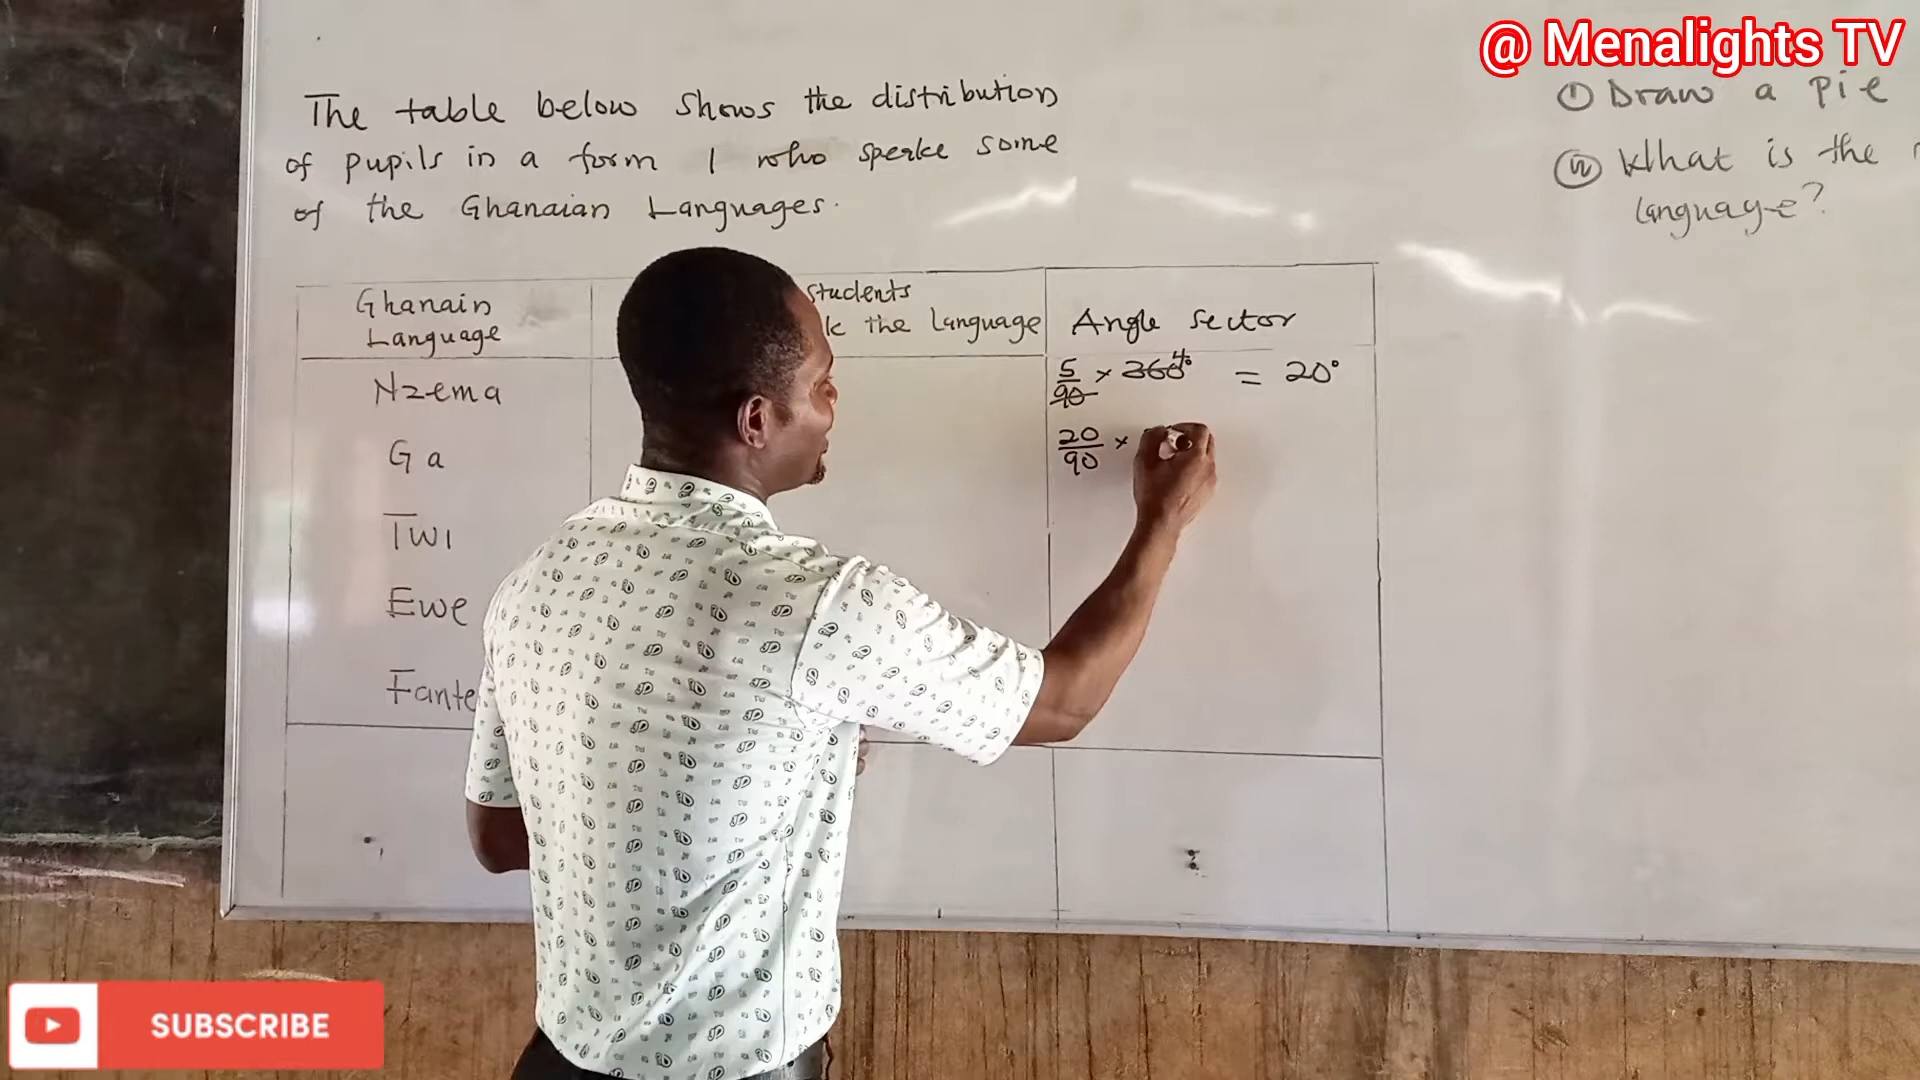 @ Menalights TV
The table below shows the distribution
of pupils in a form 1 who speake some
of the Ghanaian Languages.
① Draw a pie
② What is the
language?
Ghanain
Language
students
k the Language
Angle sector
Nzema
5/90 × 360° 4° = 20°
Ga
20/90 ×
Twi
Ewe
Fante
SUBSCRIBE